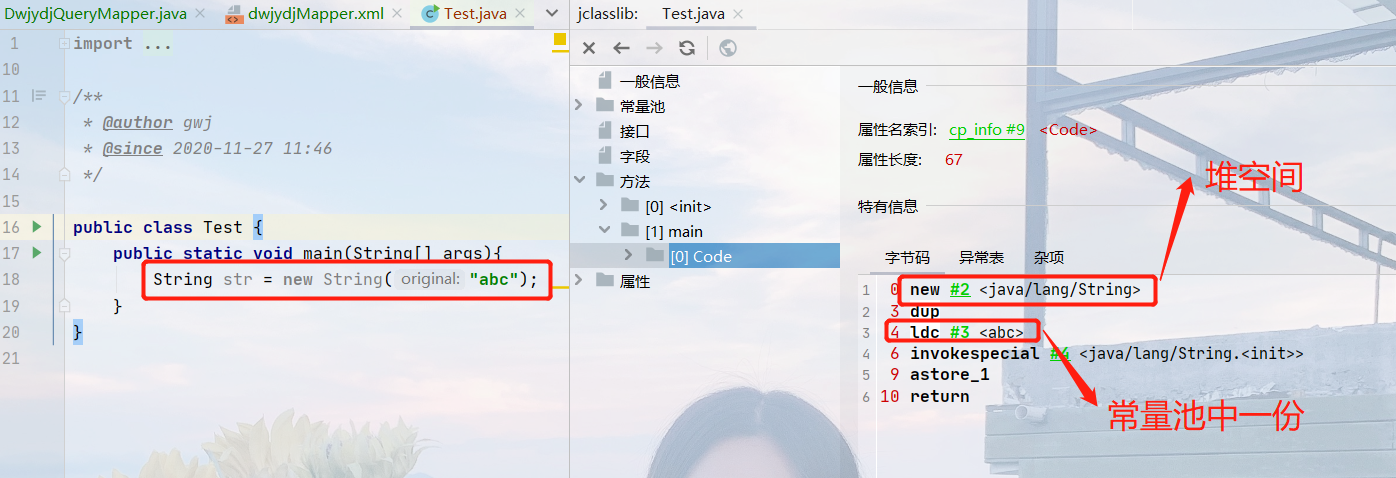 DwjydjQueryMapper.java
dwjydjMapper.xml
Test.java
1 import ...
10
11 /**
12 * @author gwj
13 * @since 2020-11-27 11:46
14 */
15
16 public class Test {
17 public static void main(String[] args){
18 String str = new String( original: "abc");
19 }
20 }
21
jclasslib: Test.java
一般信息
常量池
接口
字段
方法
[0] <init>
[1] main
[0] Code
属性
一般信息
属性名索引: cp_info #9 <Code>
属性长度: 67
特有信息
字节码 异常表 杂项
1 0 new #2 <java/lang/String>
2 3 dup
3 4 ldc #3 <abc>
4 6 invokespecial #4 <java/lang/String.<init>>
5 9 astore_1
6 10 return
堆空间
常量池中一份